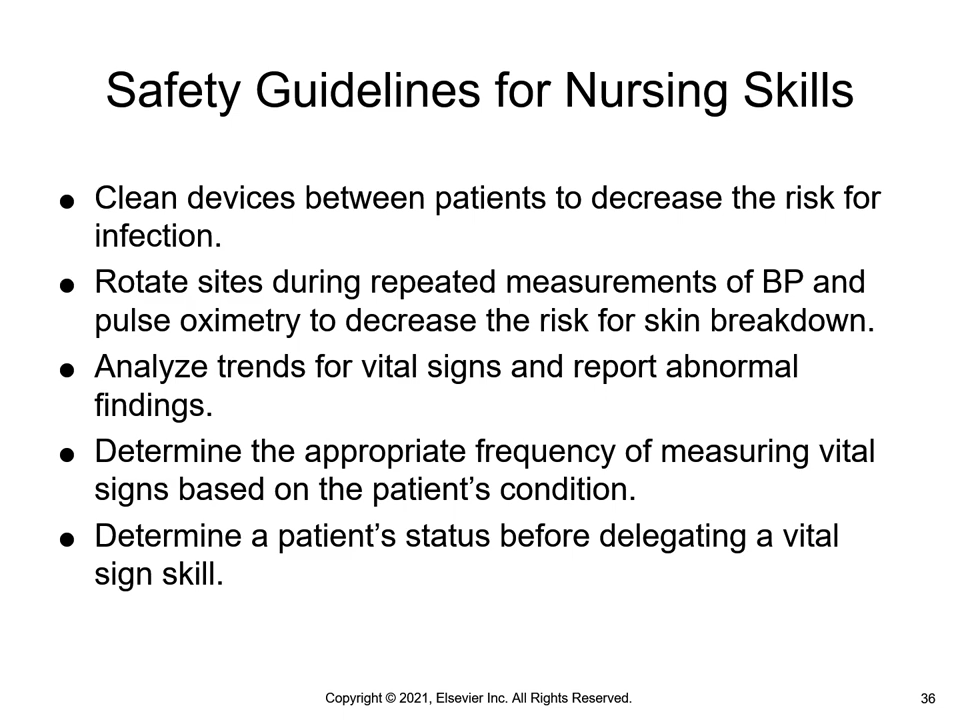 Safety Guidelines for Nursing Skills
● Clean devices between patients to decrease the risk for
infection.
● Rotate sites during repeated measurements of BP and
pulse oximetry to decrease the risk for skin breakdown.
● Analyze trends for vital signs and report abnormal
findings.
● Determine the appropriate frequency of measuring vital
signs based on the patient’s condition.
● Determine a patient’s status before delegating a vital
sign skill.
Copyright © 2021, Elsevier Inc. All Rights Reserved.
36